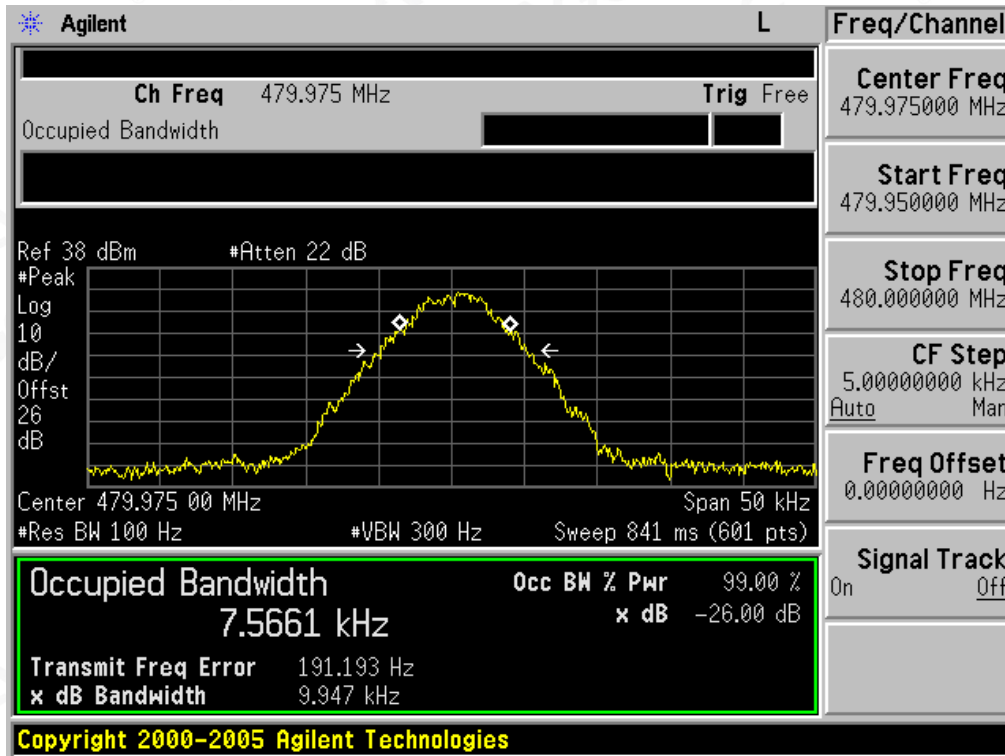 Agilent L Freq/Channel
Ch Freq 479.975 MHz Trig Free
Occupied Bandwidth
Center Freq
479.975000 MHz
Start Freq
479.950000 MHz
Stop Freq
480.000000 MHz
CF Step
5.00000000 kHz
Auto Man
Freq Offset
0.00000000 Hz
Signal Track
On Off
Ref 38 dBm #Atten 22 dB
#Peak
Log
10
dB/
Offst
26
dB
Center 479.975 00 MHz Span 50 kHz
#Res BW 100 Hz #VBW 300 Hz Sweep 841 ms (601 pts)
Occupied Bandwidth Occ BW % Pwr 99.00 %
7.5661 kHz x dB -26.00 dB
Transmit Freq Error 191.193 Hz
x dB Bandwidth 9.947 kHz
Copyright 2000-2005 Agilent Technologies